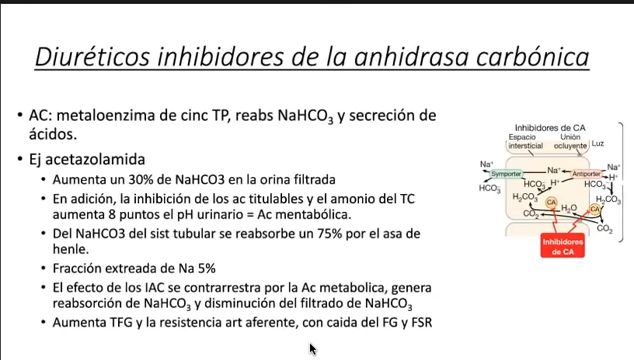 Diuréticos inhibidores de la anhidrasa carbónica
• AC: metaloenzima de cinc TP, reabs NaHCO3 y secreción de
ácidos.
• Ej acetazolamida
• Aumenta un 30% de NaHCO3 en la orina filtrada
• En adición, la inhibición de los ac titulables y el amonio del TC
aumenta 8 puntos el pH urinario = Ac mentabólica.
• Del NaHCO3 del sist tubular se reabsorbe un 75% por el asa de
henle.
• Fracción extreada de Na 5%
• El efecto de los IAC se contrarresta por la Ac metabolica, genera
reabsorción de NaHCO3 y disminución del filtrado de NaHCO3
• Aumenta TFG y la resistencia art aferente, con caida del FG y FSR
Inhibidores de CA
Espacio
intersticial
Unión
ocluyente
Luz
Na+
Symporter
Na+
Antiporter
Na+
H+
HCO3-
HCO3-
H+
HCO3-
H2CO3
CA
H2O
CA
H2CO3
CO2
CO2
Inhibidores
de CA